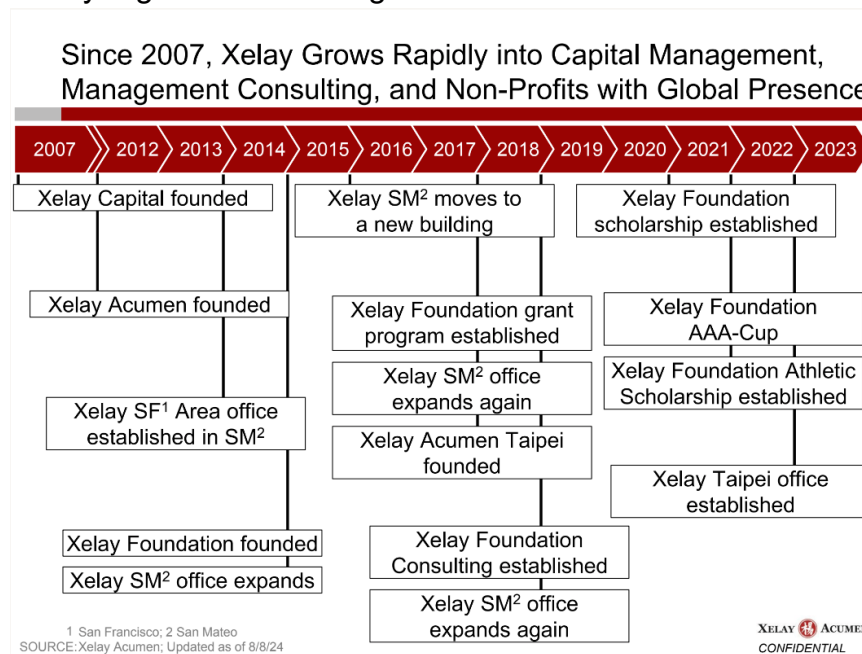 Since 2007, Xelay Grows Rapidly into Capital Management,
Management Consulting, and Non-Profits with Global Presence
2007 2012 2013 2014 2015 2016 2017 2018 2019 2020 2021 2022 2023
Xelay Capital founded
Xelay SM² moves to
a new building
Xelay Foundation
scholarship established
Xelay Acumen founded
Xelay Foundation grant
program established
Xelay Foundation
AAA-Cup
Xelay SM² office
expands again
Xelay Foundation Athletic
Scholarship established
Xelay SF¹ Area office
established in SM²
Xelay Acumen Taipei
founded
Xelay Taipei office
established
Xelay Foundation founded
Xelay Foundation
Consulting established
Xelay SM² office expands
Xelay SM² office
expands again
1 San Francisco; 2 San Mateo
SOURCE: Xelay Acumen; Updated as of 8/8/24
XELAY ACUMEN
CONFIDENTIAL